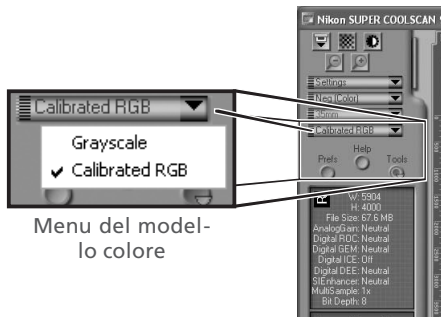 Nikon SUPER COOLSCAN
Settings
Neg (Color)
35mm
Calibrated RGB
Prefs
Help
Tools
W: 5904
H: 4000
File Size: 67.6 MB
AnalogGain: Neutral
Digital ROC: Neutral
Digital GEM: Neutral
Digital ICE: Off
Digital DEE: Neutral
SIEnhancer: Neutral
MultiSample: 1x
Bit Depth: 8
Calibrated RGB
Grayscale
✔ Calibrated RGB
Menu del model-
lo colore